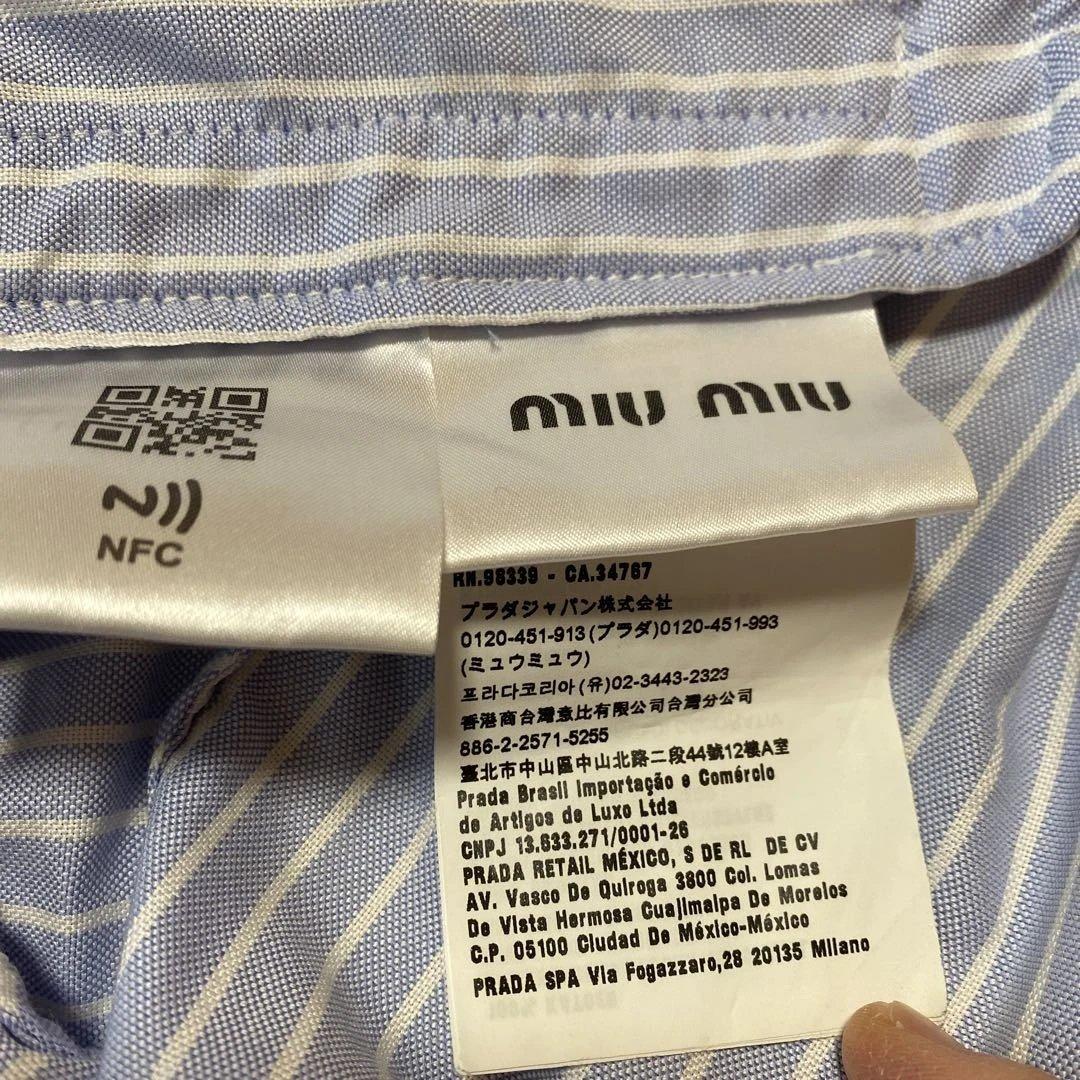 NFC
miu miu
RN.98339 - CA.34767
プラダジャパン株式会社
0120-451-913(プラダ)0120-451-993
(ミュウミュウ)
프라다코리아(유)02-3443-2323
香港商台灣意比有限公司台灣分公司
886-2-2571-5255
臺北市中山區中山北路二段44號12樓A室
Prada Brasil Importação e Comércio
de Artigos de Luxo Ltda
CNPJ 13.633.271/0001-26
PRADA RETAIL MÉXICO, S DE RL DE CV
AV. Vasco De Quiroga 3800 Col. Lomas
De Vista Hermosa Cuajimalpa De Morelos
C.P. 05100 Ciudad De México-México
PRADA SPA Via Fogazzaro,28 20135 Milano